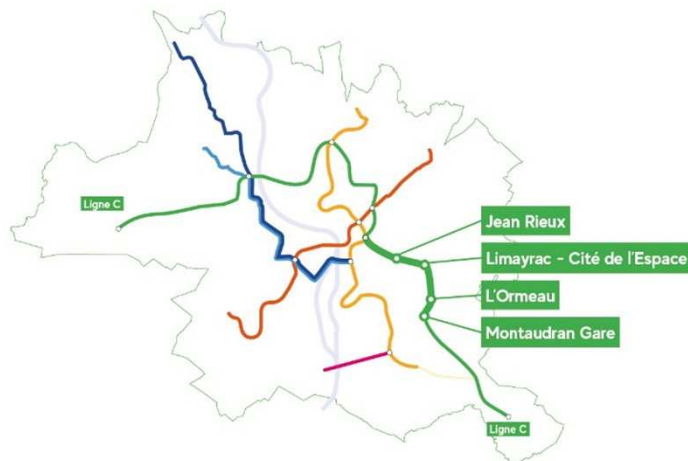 Ligne C
Jean Rieux
Limayrac - Cité de l'Espace
L'Ormeau
Montaudran Gare
Ligne C